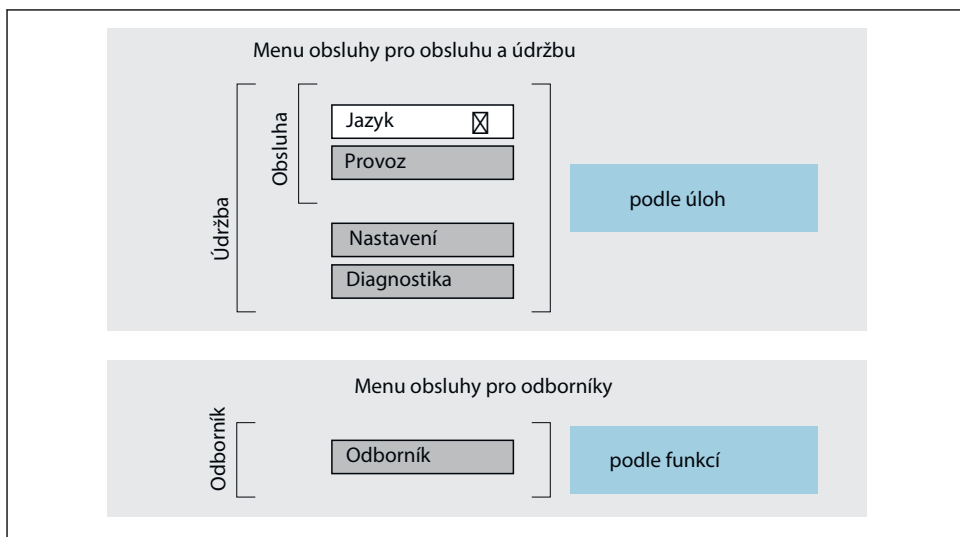 Menu obsluhy pro obsluhu a údržbu
Údržba
Obsluha
Jazyk
Provoz
Nastavení
Diagnostika
podle úloh
Menu obsluhy pro odborníky
Odborník
Odborník
podle funkcí